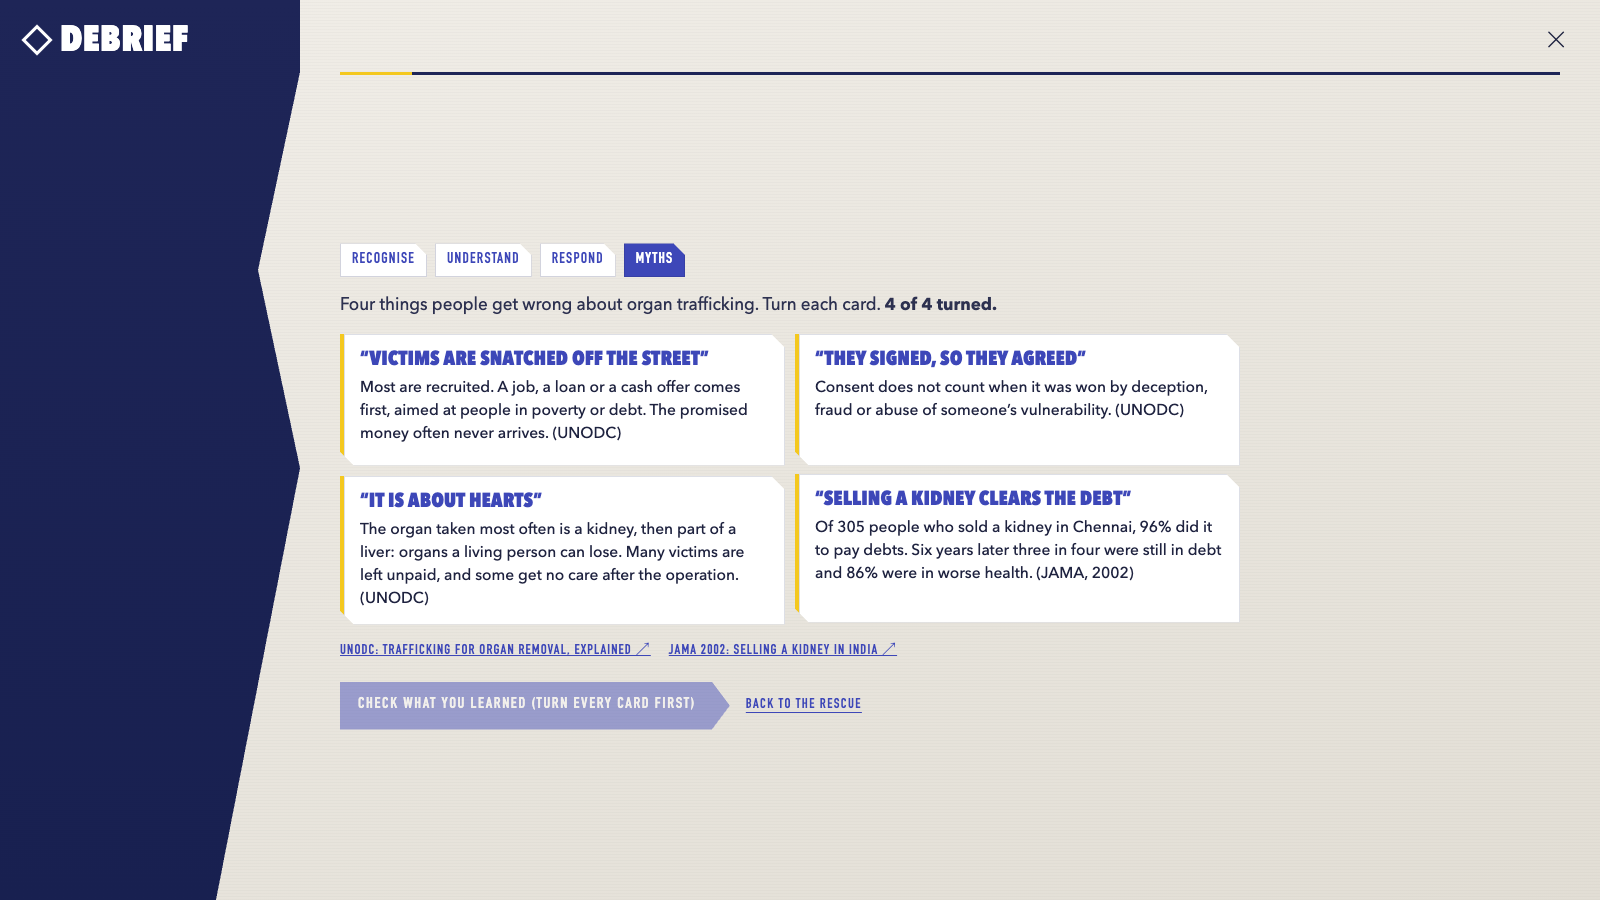 DEBRIEF
RECOGNISE
UNDERSTAND
RESPOND
MYTHS
Four things people get wrong about organ trafficking. Turn each card. 4 of 4 turned.
“VICTIMS ARE SNATCHED OFF THE STREET”
Most are recruited. A job, a loan or a cash offer comes
first, aimed at people in poverty or debt. The promised
money often never arrives. (UNODC)
“THEY SIGNED, SO THEY AGREED”
Consent does not count when it was won by deception,
fraud or abuse of someone’s vulnerability. (UNODC)
“IT IS ABOUT HEARTS”
The organ taken most often is a kidney, then part of a
liver: organs a living person can lose. Many victims are
left unpaid, and some get no care after the operation.
(UNODC)
“SELLING A KIDNEY CLEARS THE DEBT”
Of 305 people who sold a kidney in Chennai, 96% did it
to pay debts. Six years later three in four were still in debt
and 86% were in worse health. (JAMA, 2002)
UNODC: TRAFFICKING FOR ORGAN REMOVAL, EXPLAINED
JAMA 2002: SELLING A KIDNEY IN INDIA
CHECK WHAT YOU LEARNED (TURN EVERY CARD FIRST)
BACK TO THE RESCUE